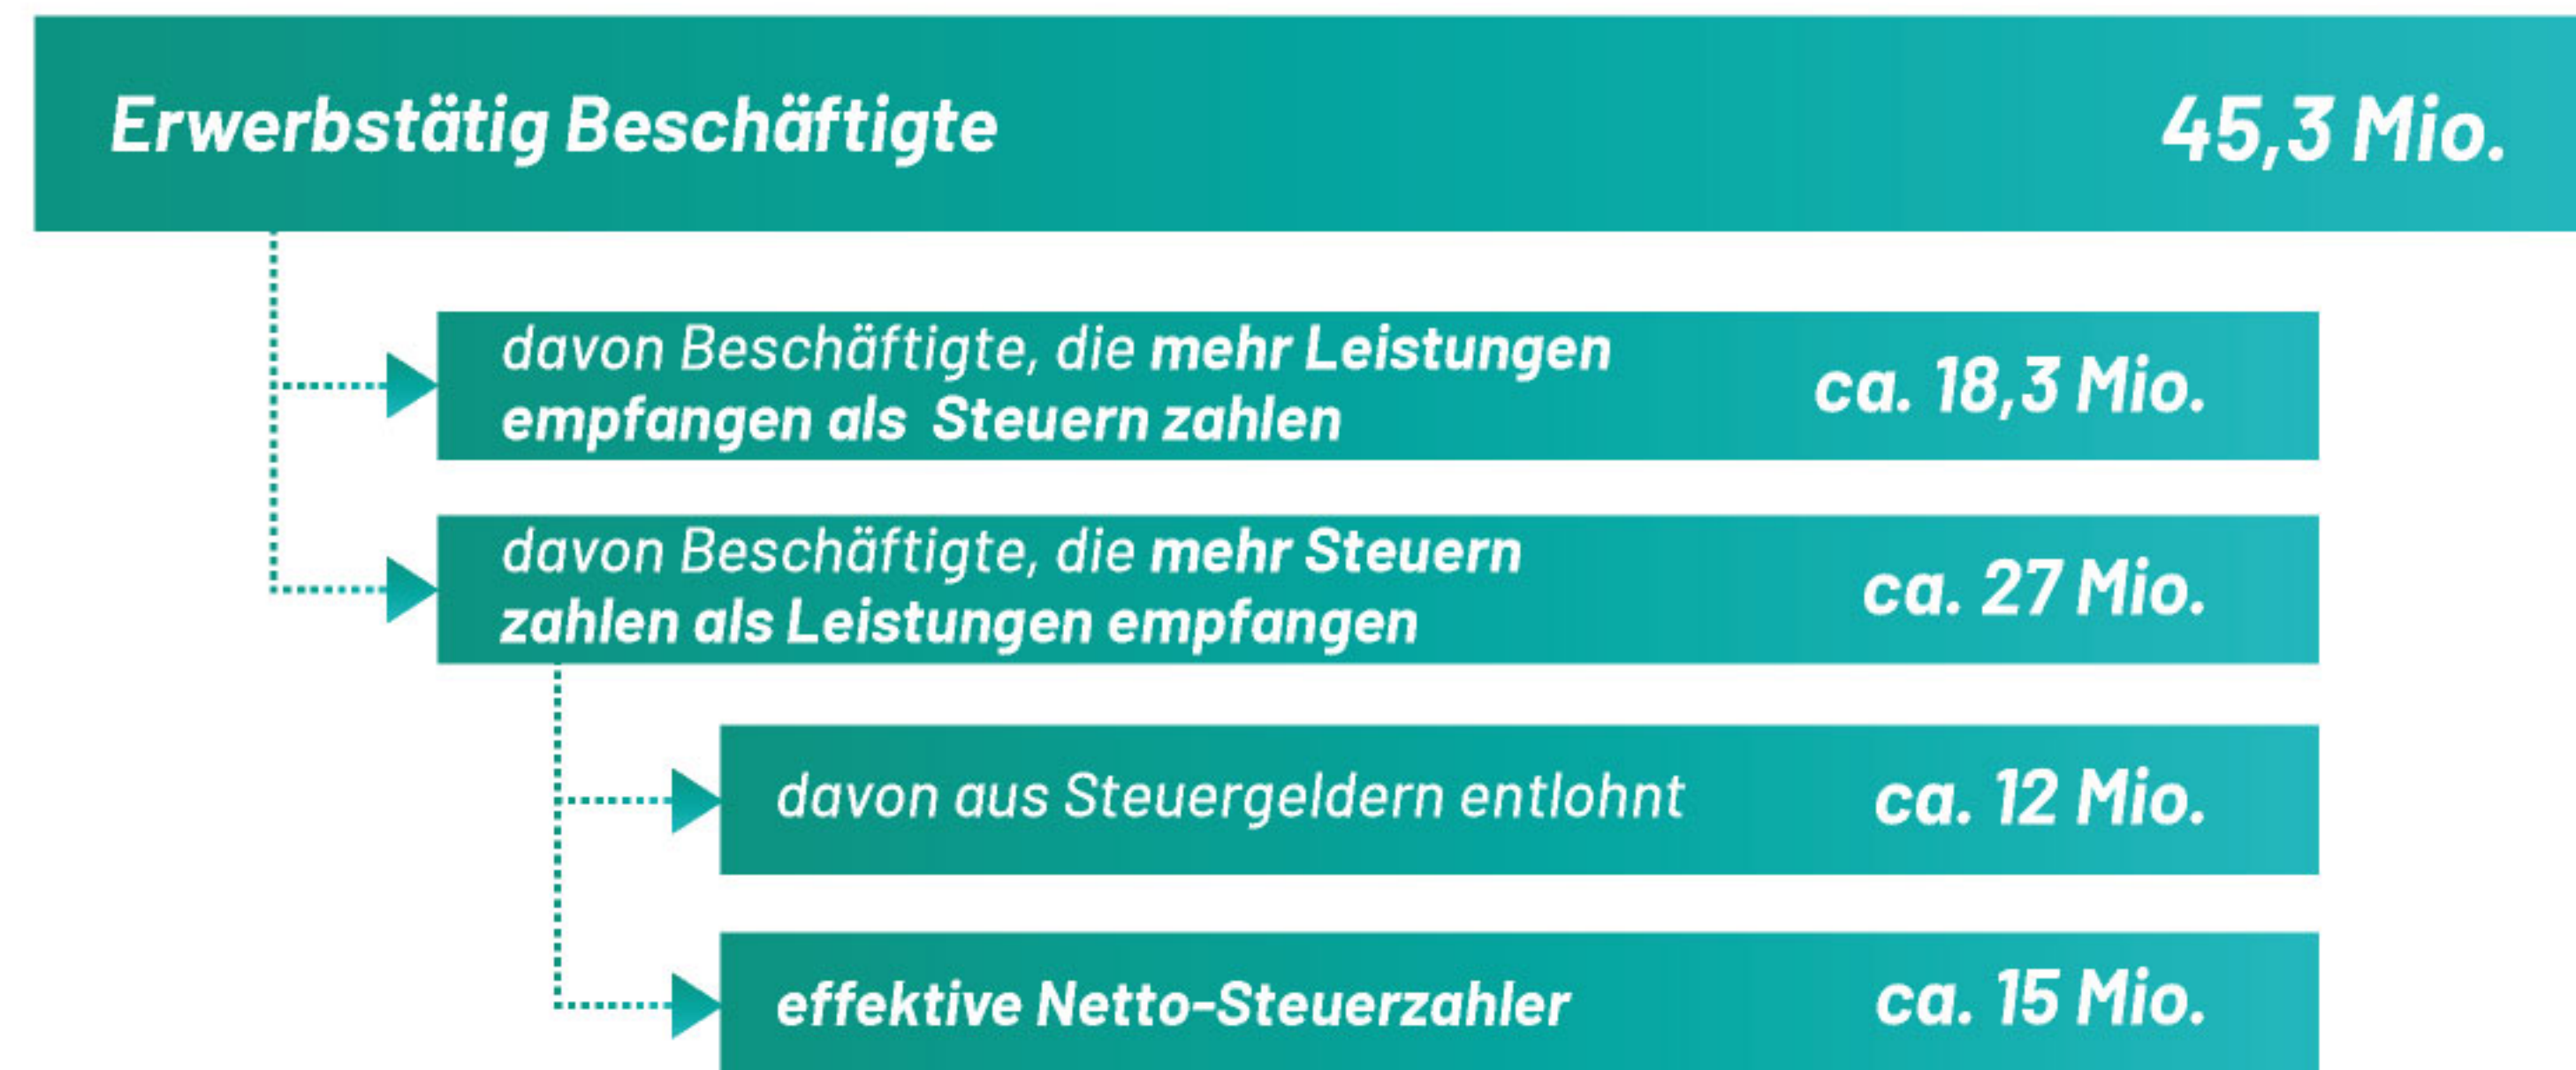 Erwerbstätig Beschäftigte 45,3 Mio.
davon Beschäftigte, die mehr Leistungen
empfangen als Steuern zahlen
ca. 18,3 Mio.
davon Beschäftigte, die mehr Steuern
zahlen als Leistungen empfangen
ca. 27 Mio.
davon aus Steuergeldern entlohnt ca. 12 Mio.
effektive Netto-Steuerzahler ca. 15 Mio.